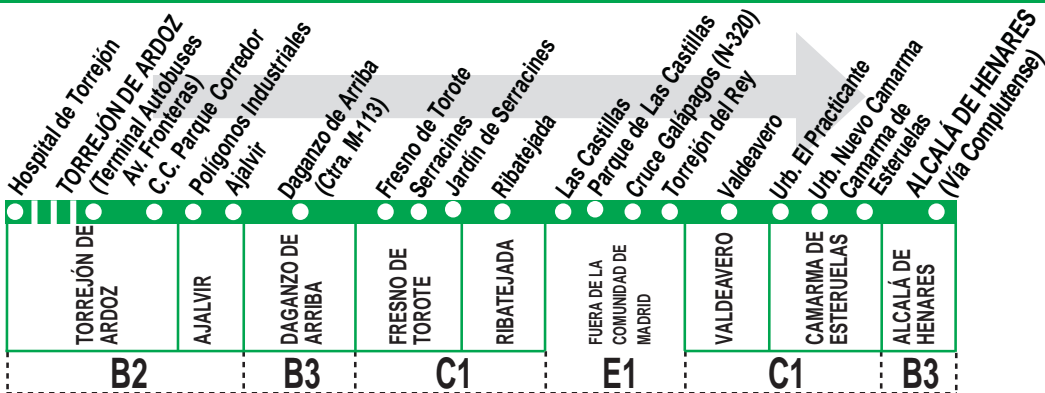 Hospital de Torrejón
TORREJÓN DE ARDOZ
(Terminal Autobuses
Av. Fronteras)
C.C. Parque Corredor
Polígonos Industriales
Ajalvir
Daganzo de Arriba
(Ctra. M-113)
Fresno de Torote
Serracines
Jardín de Serracines
Ribatejada
Las Castillas
Parque de Las Castillas
Cruce Galápagos (N-320)
Torrejón del Rey
Valdeavero
Urb. El Practicante
Urb. Nuevo Camarma
Camarma de
Esteruelas
ALCALÁ DE HENARES
(Vía Complutense)
TORREJÓN DE
ARDOZ
AJALVIR
DAGANZO DE
ARRIBA
FRESNO DE
TOROTE
RIBATEJADA
FUERA DE LA
COMUNIDAD DE
MADRID
VALDEAVERO
CAMARMA DE
ESTERUELAS
ALCALÁ DE
HENARES
B2
B3
C1
E1
C1
B3